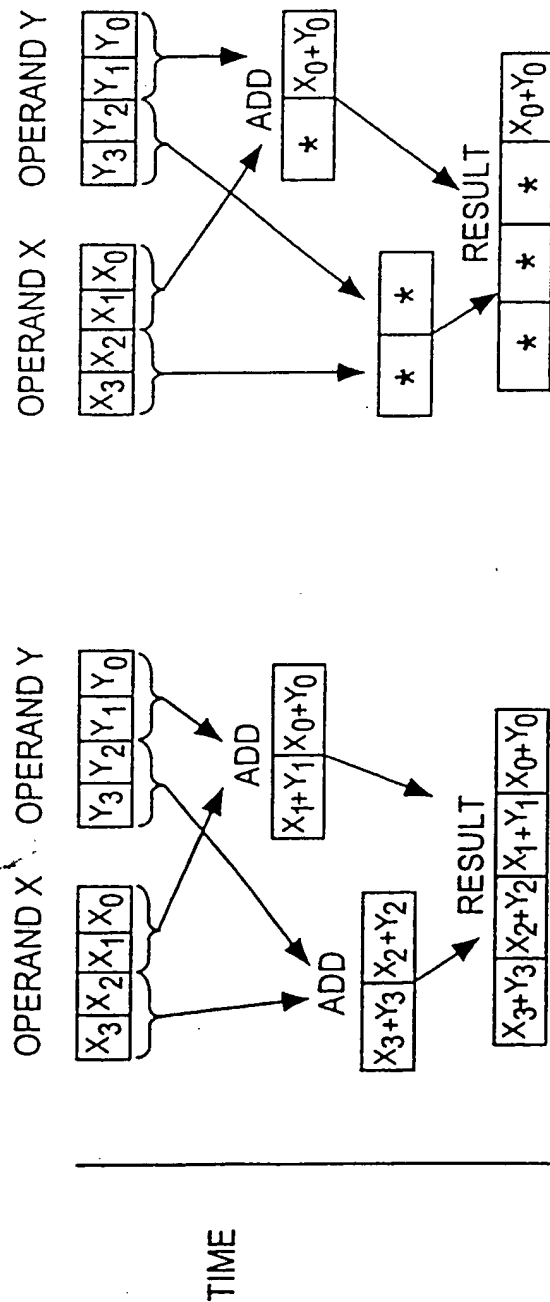 TIME
OPERAND X OPERAND Y
X3 X2 X1 X0 Y3 Y2 Y1 Y0
ADD
X1+Y1 X0+Y0
ADD
X3+Y3 X2+Y2
RESULT
X3+Y3 X2+Y2 X1+Y1 X0+Y0
OPERAND X OPERAND Y
X3 X2 X1 X0 Y3 Y2 Y1 Y0
ADD
* X0+Y0
* *
RESULT
* * * X0+Y0